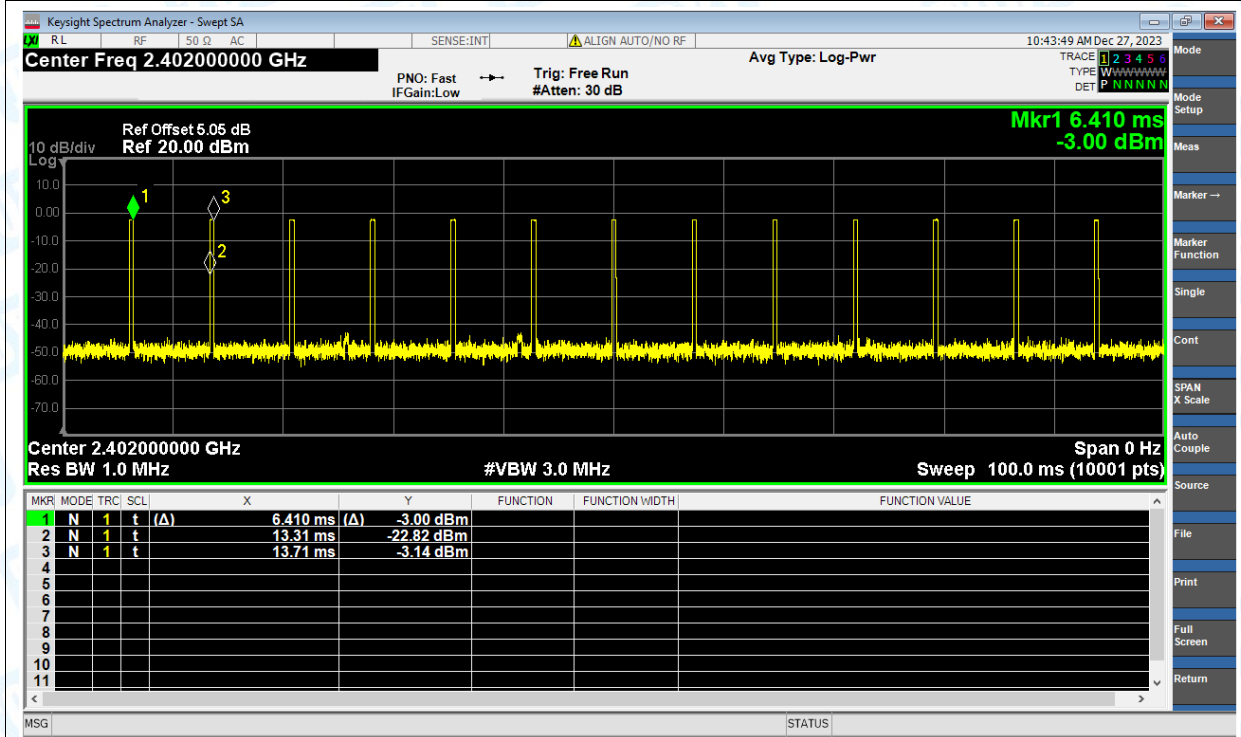 Keysight Spectrum Analyzer - Swept SA
LXI RL RF 50 Ω AC SENSE:INT ALIGN AUTO/NO RF 10:43:49 AM Dec 27, 2023
Center Freq 2.402000000 GHz
PNO: Fast
IFGain:Low
Trig: Free Run
#Atten: 30 dB
Avg Type: Log-Pwr
TRACE 1 2 3 4 5 6
TYPE WWWWWW
DET P N N N N N
Mkr1 6.410 ms
-3.00 dBm
Ref Offset 5.05 dB
10 dB/div Ref 20.00 dBm
Log
10.0
0.00
-10.0
-20.0
-30.0
-40.0
-50.0
-60.0
-70.0
1
3
2
Center 2.402000000 GHz Span 0 Hz
Res BW 1.0 MHz #VBW 3.0 MHz Sweep 100.0 ms (10001 pts)
MKR MODE TRC SCL X Y FUNCTION FUNCTION WIDTH FUNCTION VALUE
1 N 1 t (Δ) 6.410 ms (Δ) -3.00 dBm
2 N 1 t 13.31 ms -22.82 dBm
3 N 1 t 13.71 ms -3.14 dBm
4
5
6
7
8
9
10
11
MSG STATUS
Mode
Mode
Setup
Meas
Marker →
Marker
Function
Single
Cont
SPAN
X Scale
Auto
Couple
Source
File
Print
Full
Screen
Return